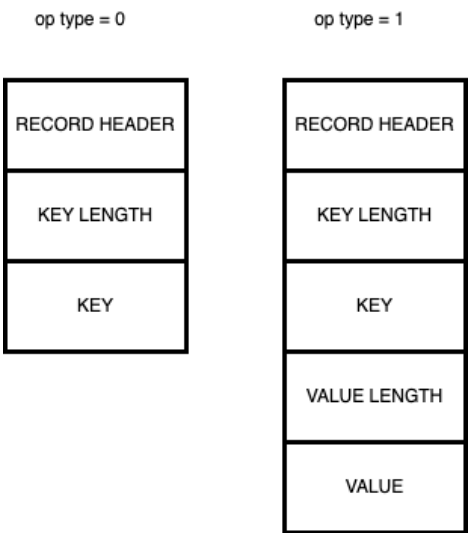 op type = 0
RECORD HEADER
KEY LENGTH
KEY
op type = 1
RECORD HEADER
KEY LENGTH
KEY
VALUE LENGTH
VALUE